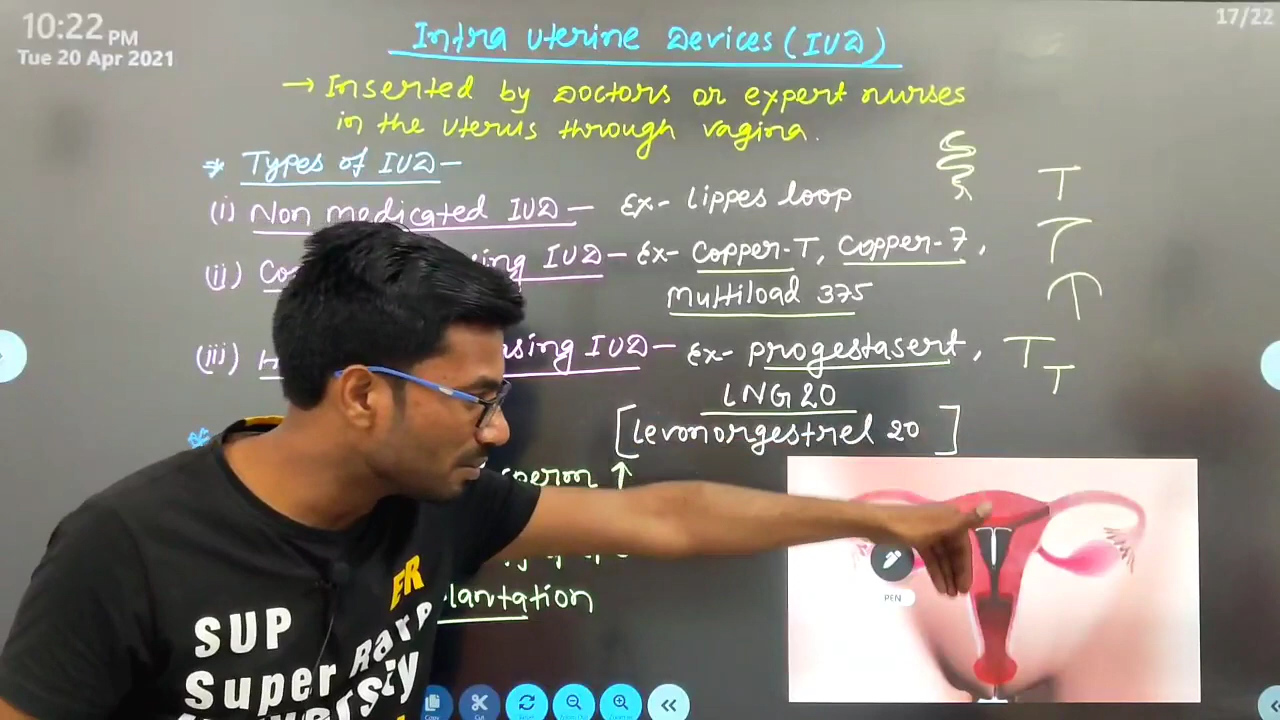 10:22 PM
17/22
Tue 20 Apr 2021
Intra Uterine Devices (IUD)
→ Inserted by Doctors or expert nurses
in the uterus through vagina.
* Types of IUD-
(i) Non medicated IUD - Ex- Lippes loop
(ii) IUD - Ex- Copper-T, Copper-7,
Multiload 375
(iii) IUD - Ex- progestasert,
LNG 20
[Levonorgestrel 20]
↑
PEN
ER
SUP
Super Rare